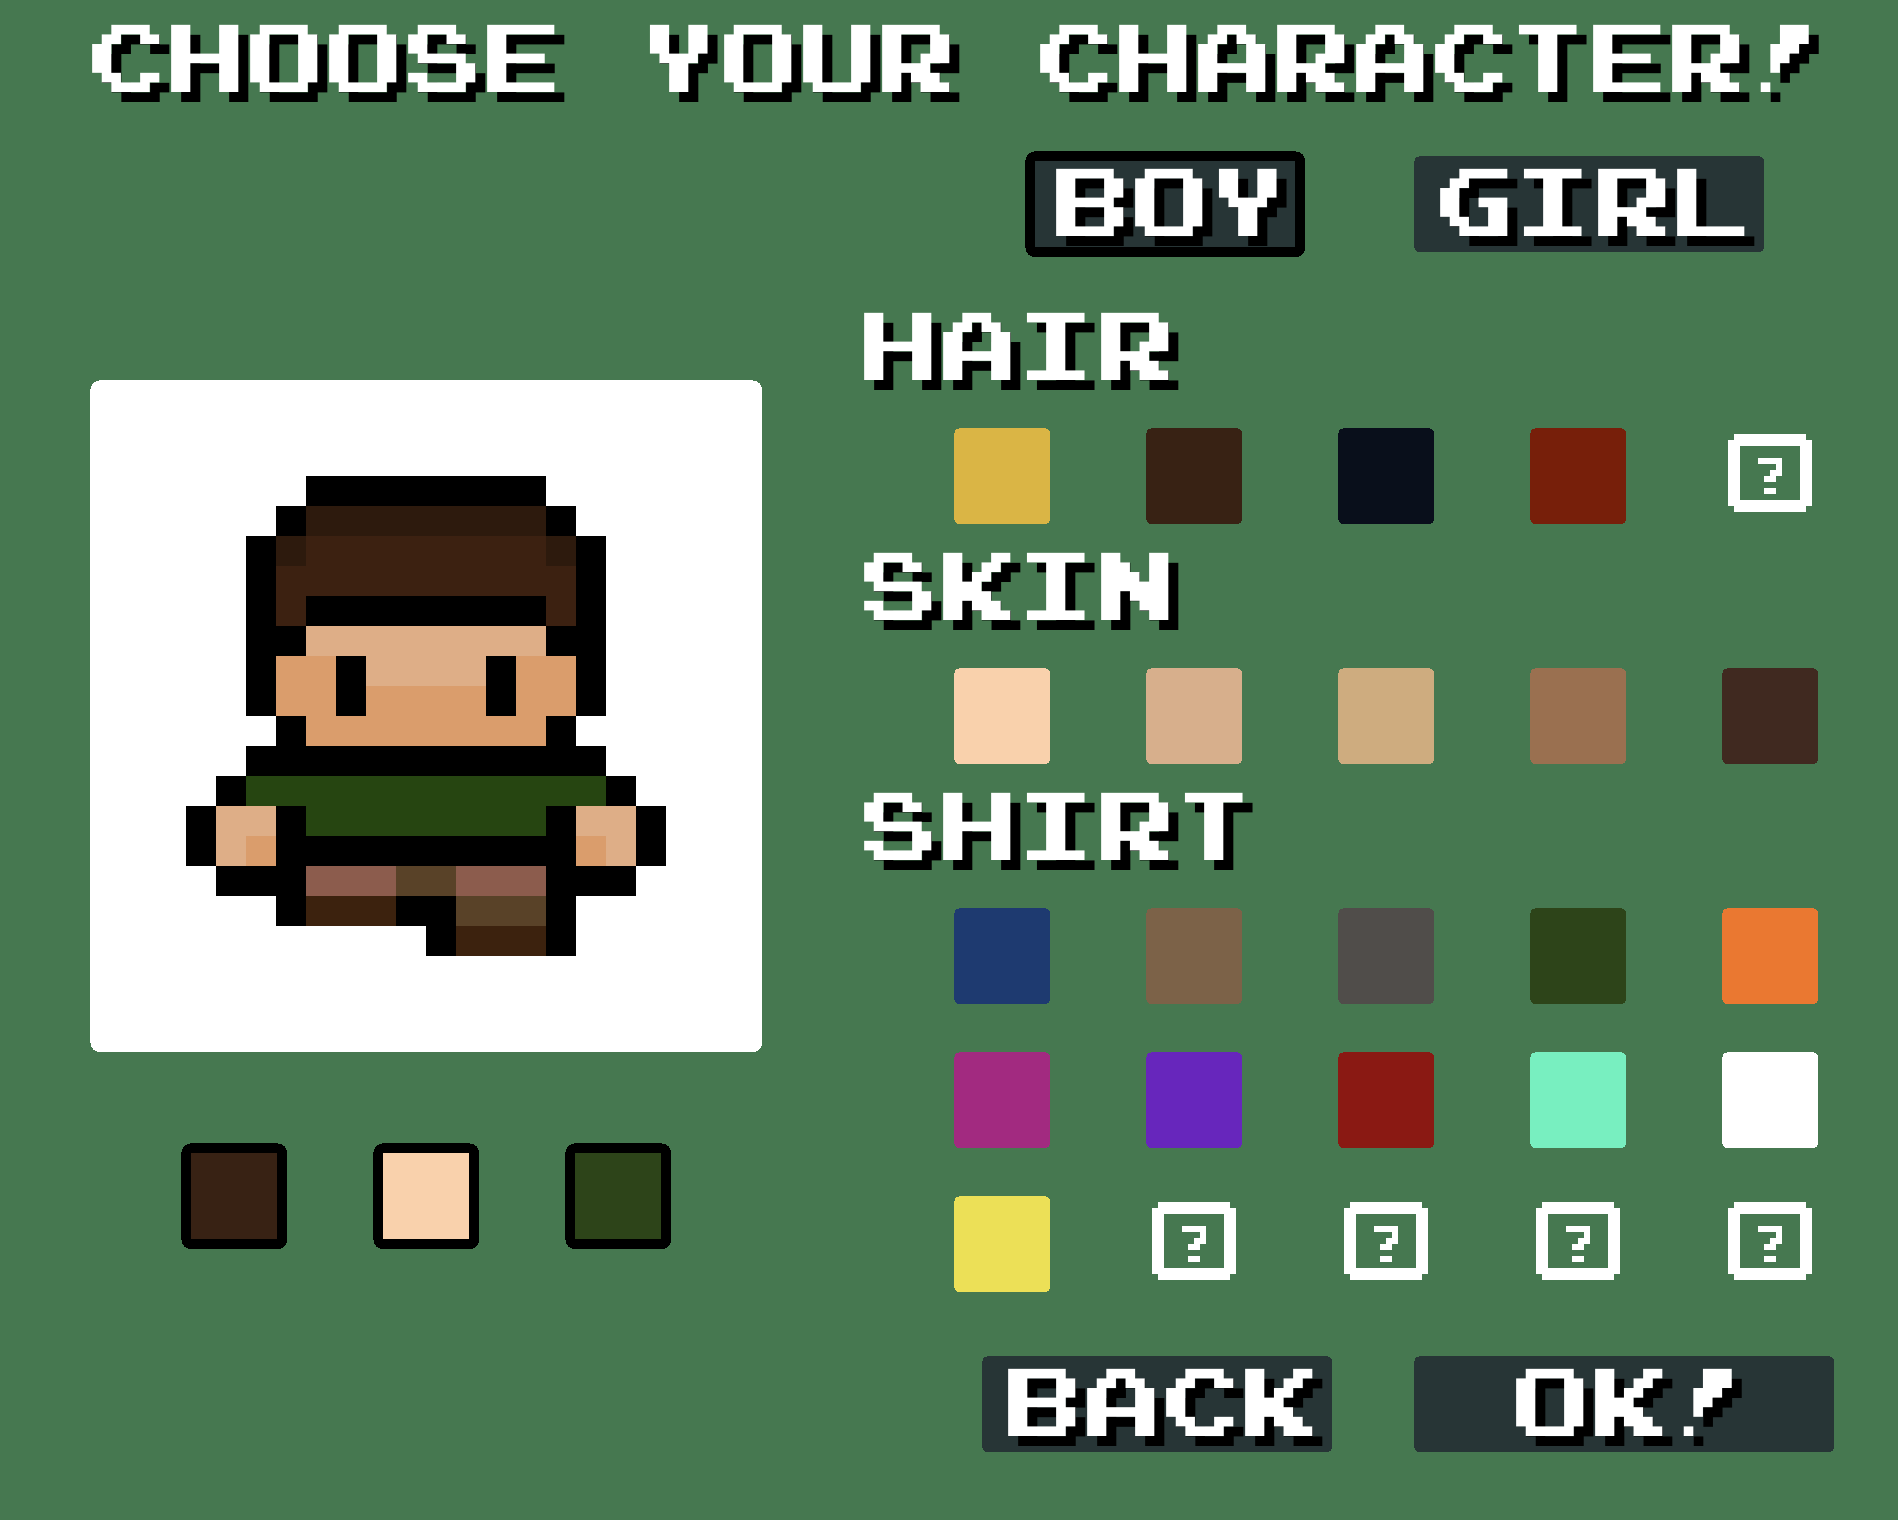 CHOOSE YOUR CHARACTER!
BOY GIRL
HAIR
?
SKIN
SHIRT
? ? ? ?
BACK OK!